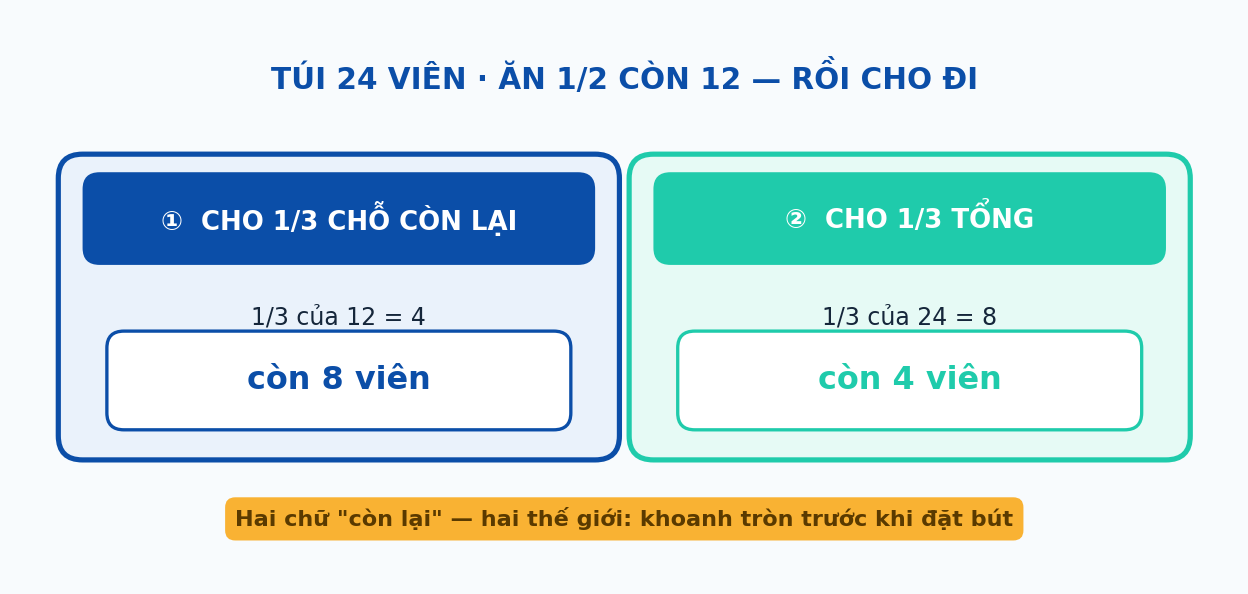 TÚI 24 VIÊN · ĂN 1/2 CÒN 12 — RỒI CHO ĐI
① CHO 1/3 CHỖ CÒN LẠI
1/3 của 12 = 4
còn 8 viên
② CHO 1/3 TỔNG
1/3 của 24 = 8
còn 4 viên
Hai chữ "còn lại" — hai thế giới: khoanh tròn trước khi đặt bút